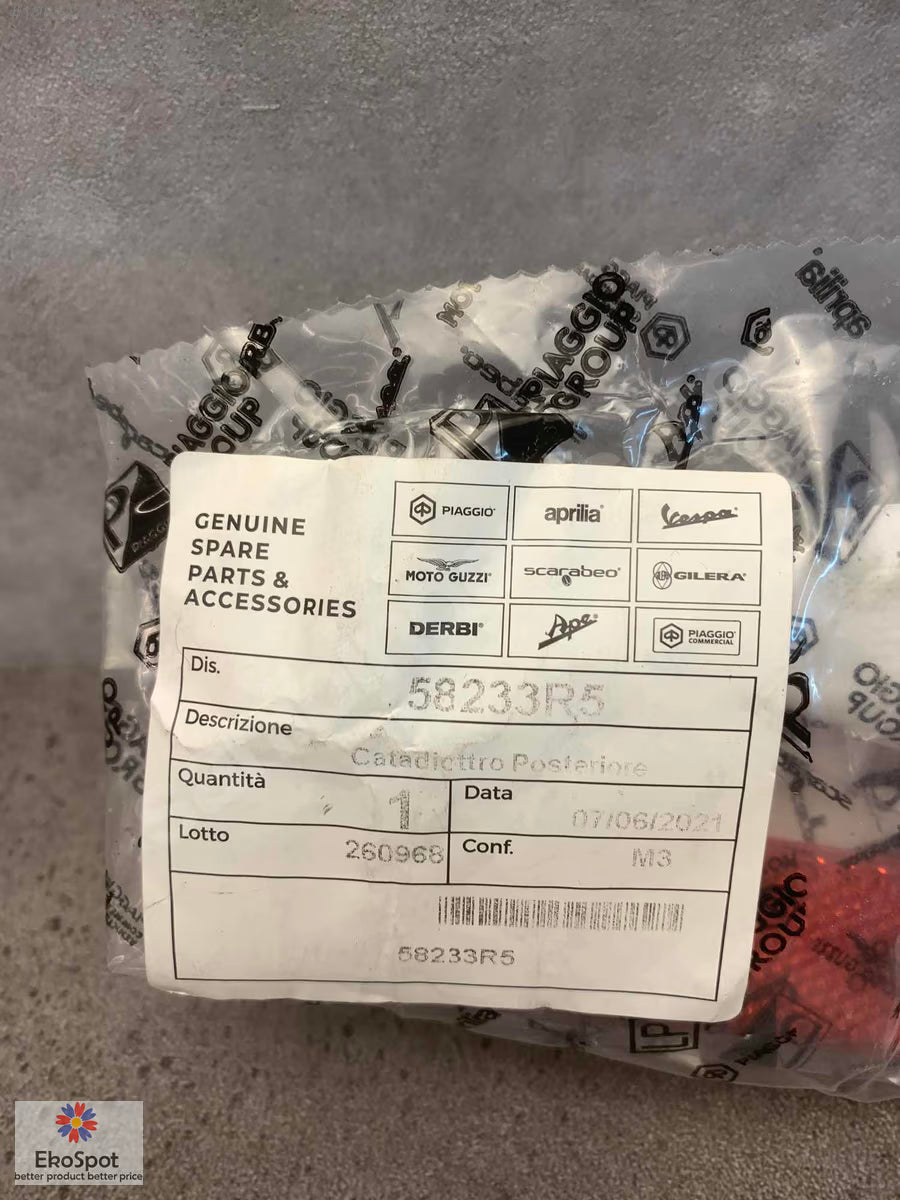 GENUINE
SPARE
PARTS &
ACCESSORIES
PIAGGIO®
aprilia®
Vespa®
MOTO GUZZI®
scarabeo®
GILERA®
DERBI®
Ape®
PIAGGIO
COMMERCIAL
Dis.
58233R5
Descrizione
Catadiottro Posteriore
Quantità
1
Data
07/06/2021
Lotto
260968
Conf.
M3
58233R5
PIAGGIO
GROUP
aprilia
EkoSpot
better product better price